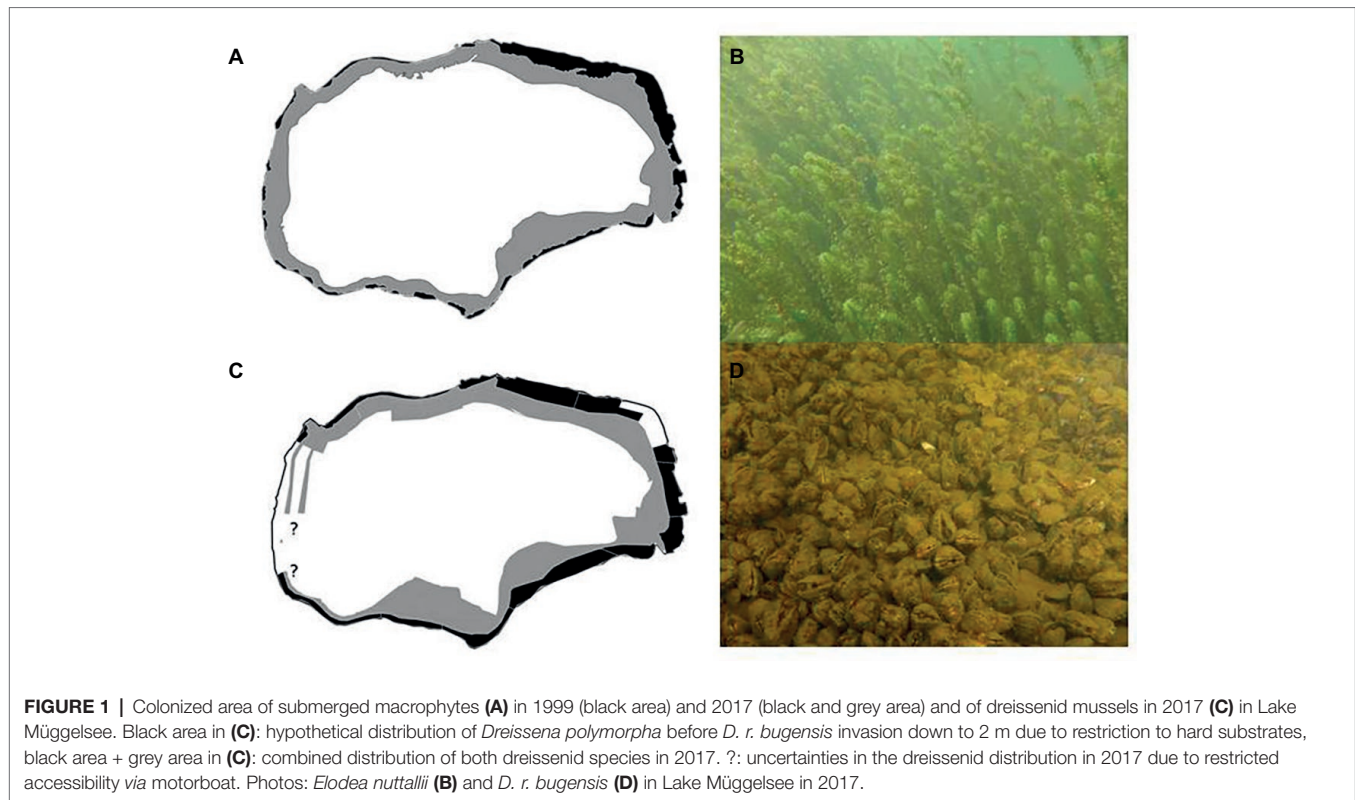 A
B
C
D
?
?
FIGURE 1 | Colonized area of submerged macrophytes (A) in 1999 (black area) and 2017 (black and grey area) and of dreissenid mussels in 2017 (C) in Lake
Müggelsee. Black area in (C): hypothetical distribution of Dreissena polymorpha before D. r. bugensis invasion down to 2 m due to restriction to hard substrates,
black area + grey area in (C): combined distribution of both dreissenid species in 2017. ?: uncertainties in the dreissenid distribution in 2017 due to restricted
accessibility via motorboat. Photos: Elodea nuttallii (B) and D. r. bugensis (D) in Lake Müggelsee in 2017.